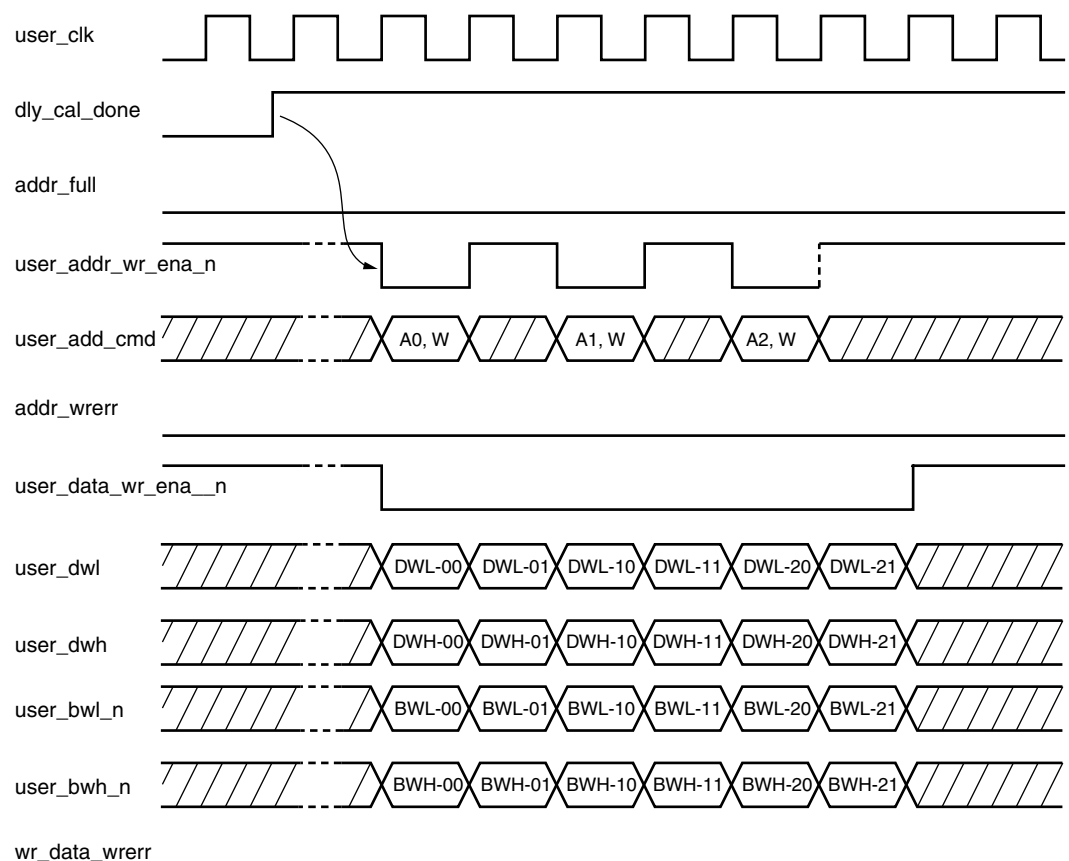 user_clk
dly_cal_done
addr_full
user_addr_wr_ena_n
user_add_cmd A0, W A1, W A2, W
addr_wrerr
user_data_wr_ena__n
user_dwl DWL-00 DWL-01 DWL-10 DWL-11 DWL-20 DWL-21
user_dwh DWH-00 DWH-01 DWH-10 DWH-11 DWH-20 DWH-21
user_bwl_n BWL-00 BWL-01 BWL-10 BWL-11 BWL-20 BWL-21
user_bwh_n BWH-00 BWH-01 BWH-10 BWH-11 BWH-20 BWH-21
wr_data_wrerr